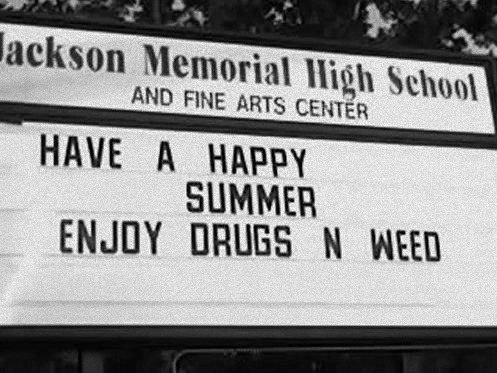 Jackson Memorial High School
AND FINE ARTS CENTER
HAVE A HAPPY
SUMMER
ENJOY DRUGS N WEED